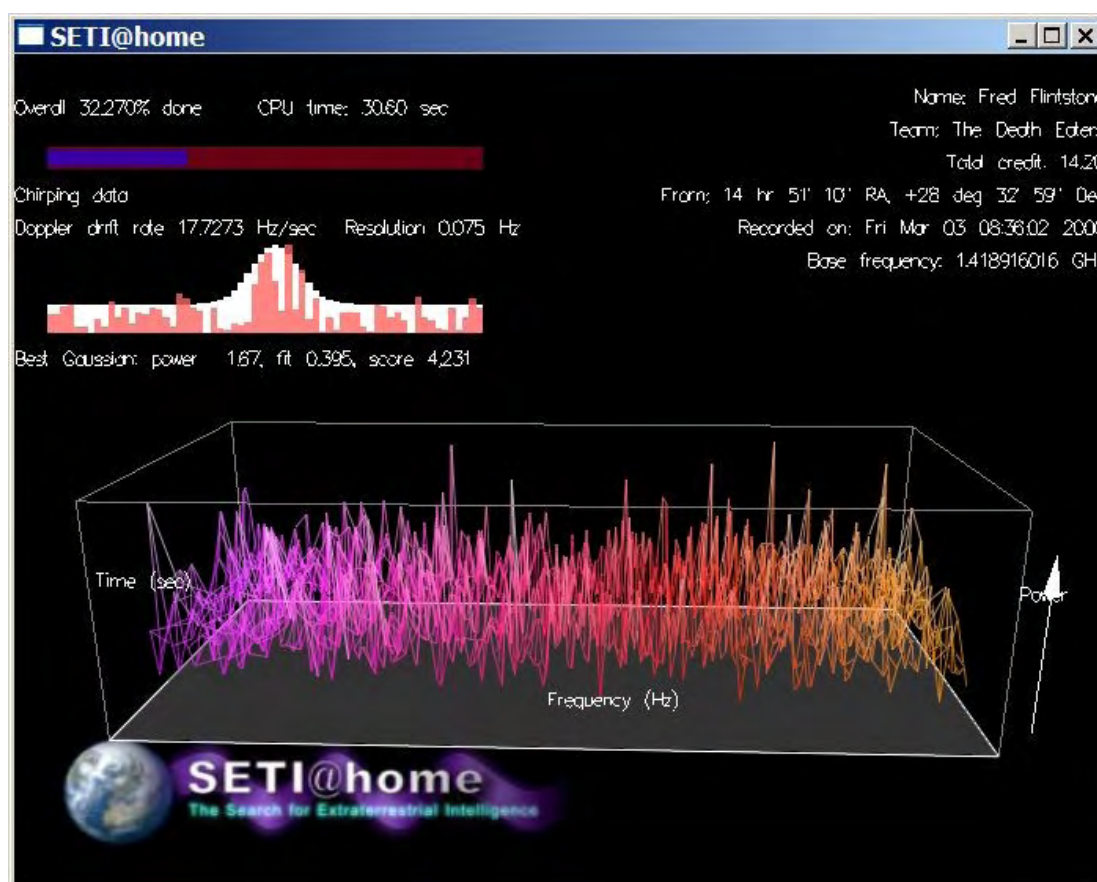 SETI@home
Overall 32.270% done CPU time: 30.60 sec
Name: Fred Flintston
Team: The Death Eater
Total credit: 14.20
Chirping data
From: 14 hr 51' 10'' RA, +28 deg 32' 59'' De
Doppler drift rate 17.7273 Hz/sec Resolution 0.075 Hz
Recorded on: Fri Mar 03 08:36:02 2000
Base frequency: 1.418916016 GH
Best Gaussian: power 1.67, fit 0.395, score 4.231
Time (sec)
Power
Frequency (Hz)
SETI@home
The Search for Extraterrestrial Intelligence